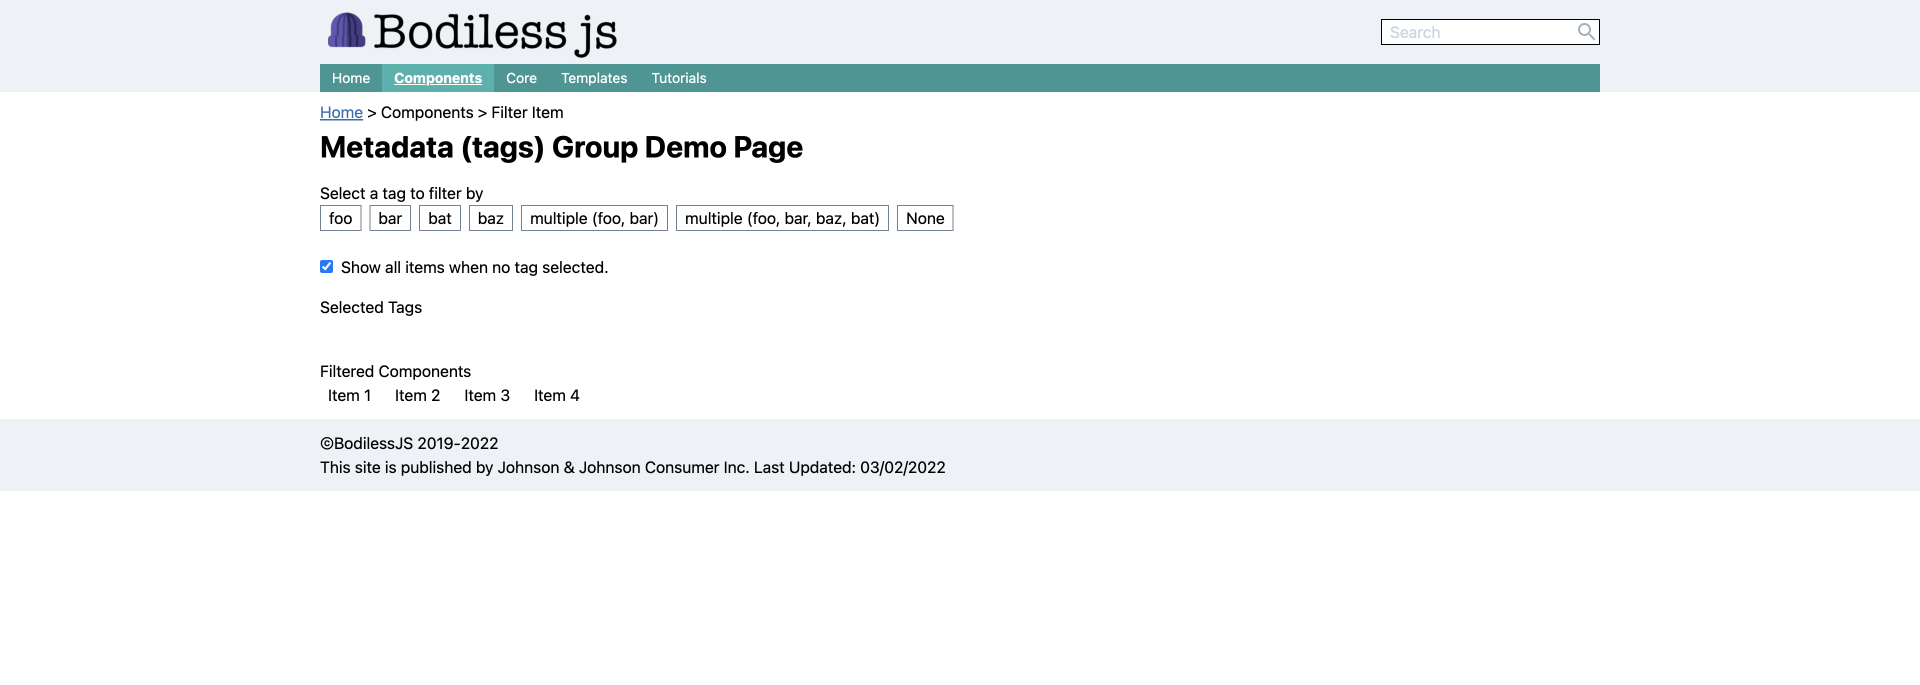 Bodiless js
Search
Home Components Core Templates Tutorials
Home > Components > Filter Item
Metadata (tags) Group Demo Page
Select a tag to filter by
foo bar bat baz multiple (foo, bar) multiple (foo, bar, baz, bat) None
Show all items when no tag selected.
Selected Tags
Filtered Components
Item 1 Item 2 Item 3 Item 4
©BodilessJS 2019-2022
This site is published by Johnson & Johnson Consumer Inc. Last Updated: 03/02/2022